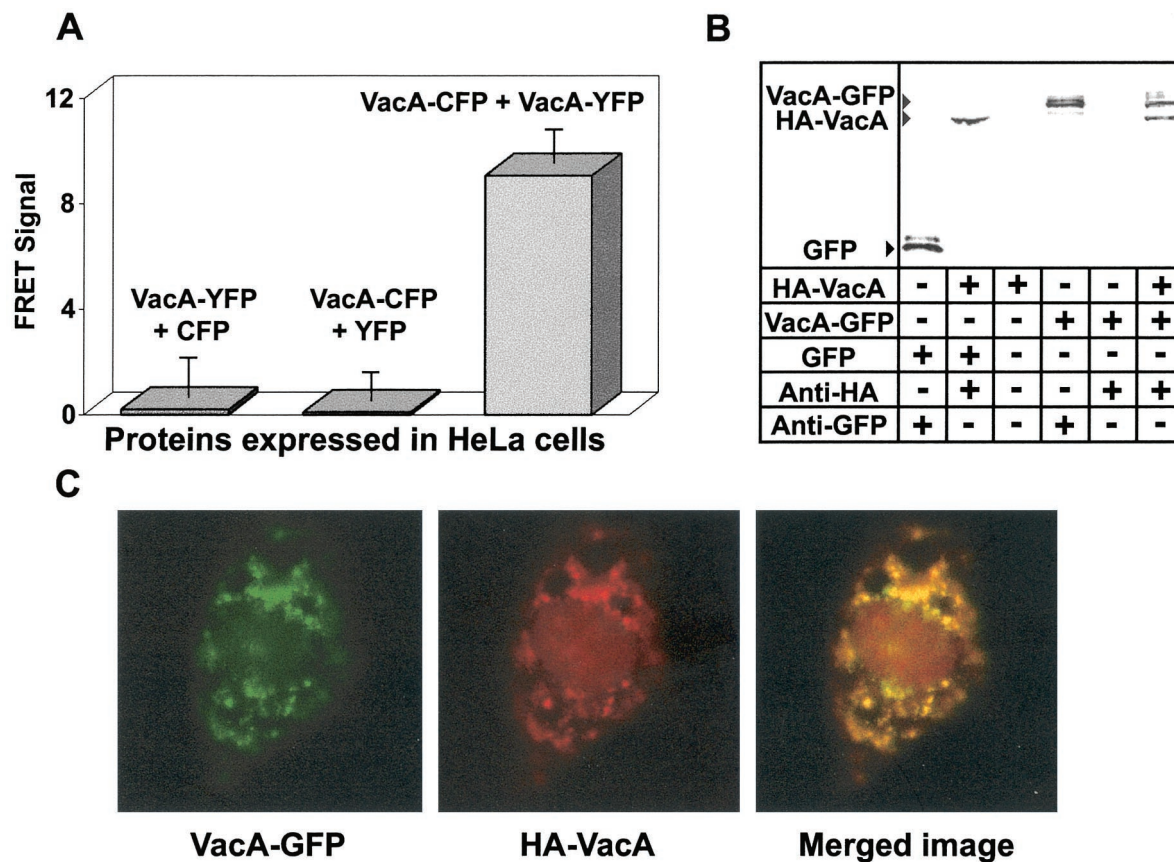 A
12
8
4
0
FRET Signal
VacA-YFP
+ CFP
VacA-CFP
+ YFP
VacA-CFP + VacA-YFP
Proteins expressed in HeLa cells
B
VacA-GFP
HA-VacA
GFP
HA-VacA - + + - - +
VacA-GFP - - - + + +
GFP + + - - - -
Anti-HA - + - - + +
Anti-GFP + - - + - -
C
VacA-GFP
HA-VacA
Merged image